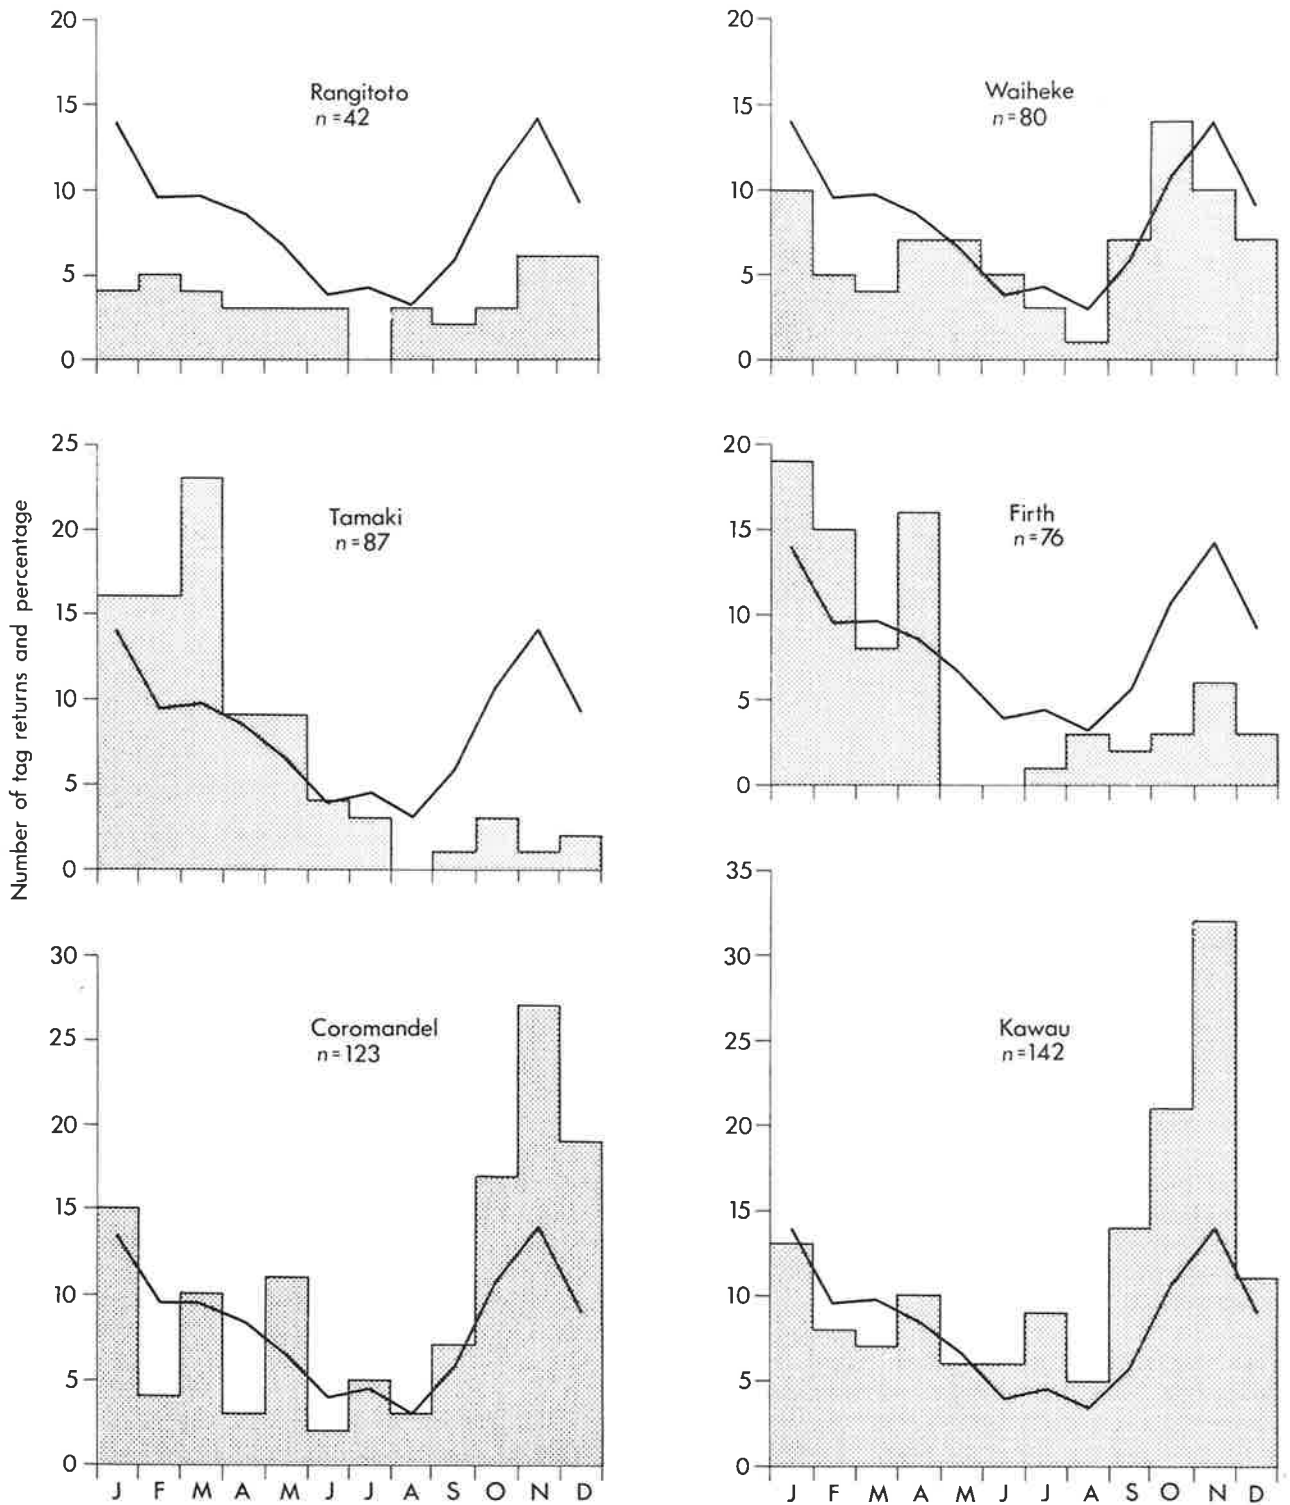 20
15
10
5
0
Rangitoto
n = 42
20
15
10
5
0
Waiheke
n = 80
Number of tag returns and percentage
25
20
15
10
5
0
Tamaki
n = 87
20
15
10
5
0
Firth
n = 76
30
25
20
15
10
5
0
Coromandel
n = 123
J F M A M J J A S O N D
35
30
25
20
15
10
5
0
Kawau
n = 142
J F M A M J J A S O N D